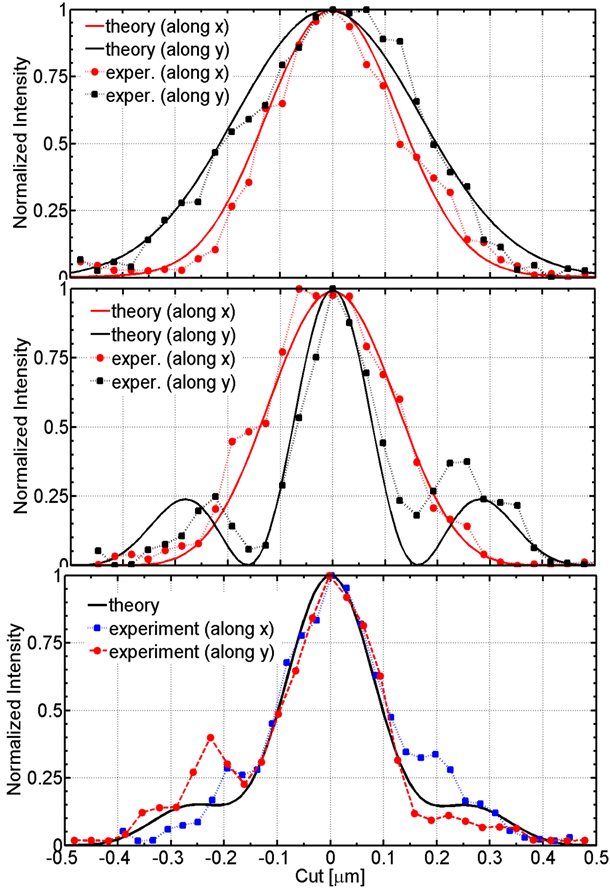 1
theory (along x)
theory (along y)
exper. (along x)
exper. (along y)
0.75
0.5
0.25
0
Normalized Intensity
1
theory (along x)
theory (along y)
exper. (along x)
exper. (along y)
0.75
0.5
0.25
0
Normalized Intensity
1
theory
experiment (along x)
experiment (along y)
0.75
0.5
0.25
0
Normalized Intensity
-0.5 -0.4 -0.3 -0.2 -0.1 0 0.1 0.2 0.3 0.4 0.5
Cut [μm]